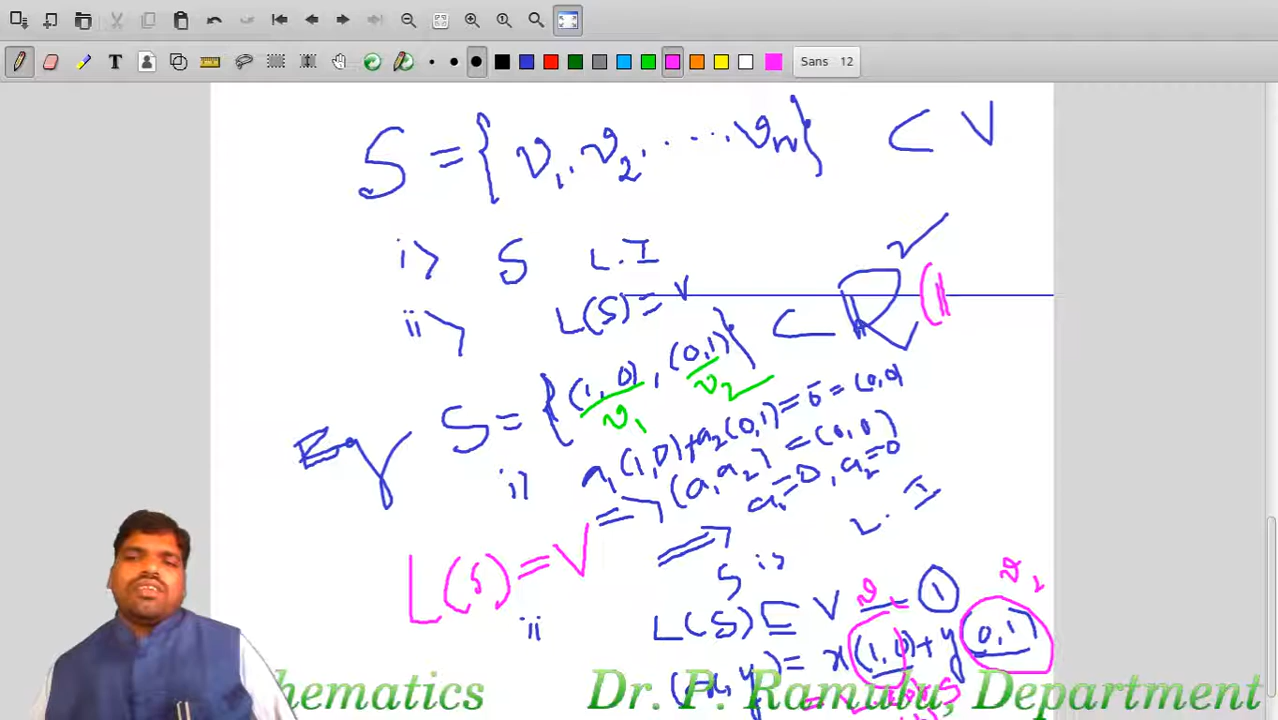 Sans 12
S = { v₁, v₂, ..... vₙ } ⊂ V
i> S L.I
ii> L(S) = V
Eg S = { (1, 0), (0, 1) } ⊂ R²
v₁ v₂
i) a₁(1,0) + a₂(0,1) = ō = (0,0)
=> (a₁, a₂) = (0,0)
a₁ = 0, a₂ = 0
=> S is L.I
L(S) = V
ii L(S) ⊆ V — ①
v₂
(x, y) = x(1,0) + y(0,1)
hematics Dr. P. Ramulu, Department